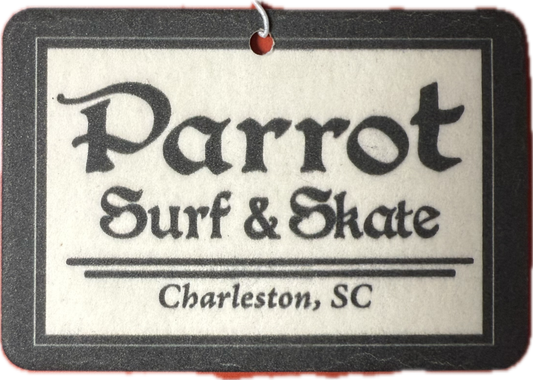 Parrot
Surf & Skate
Charleston, SC